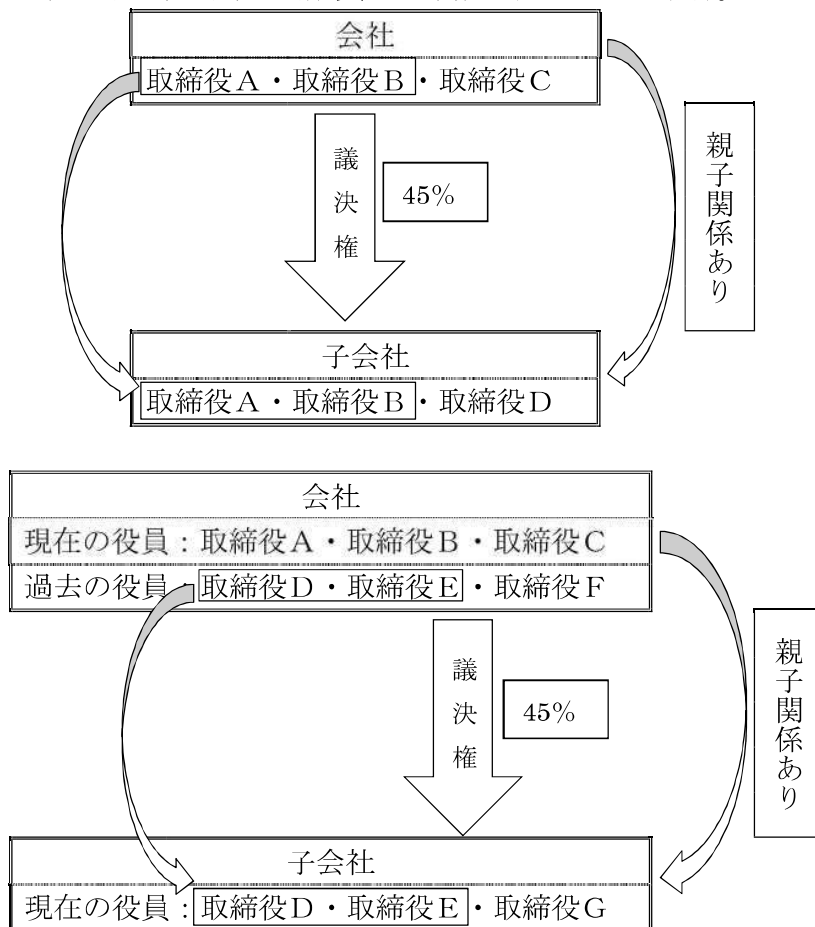 会社
取締役A・取締役B・取締役C
議決権
45%
親子関係あり
子会社
取締役A・取締役B・取締役D
会社
現在の役員：取締役A・取締役B・取締役C
過去の役員：取締役D・取締役E・取締役F
議決権
45%
親子関係あり
子会社
現在の役員：取締役D・取締役E・取締役G